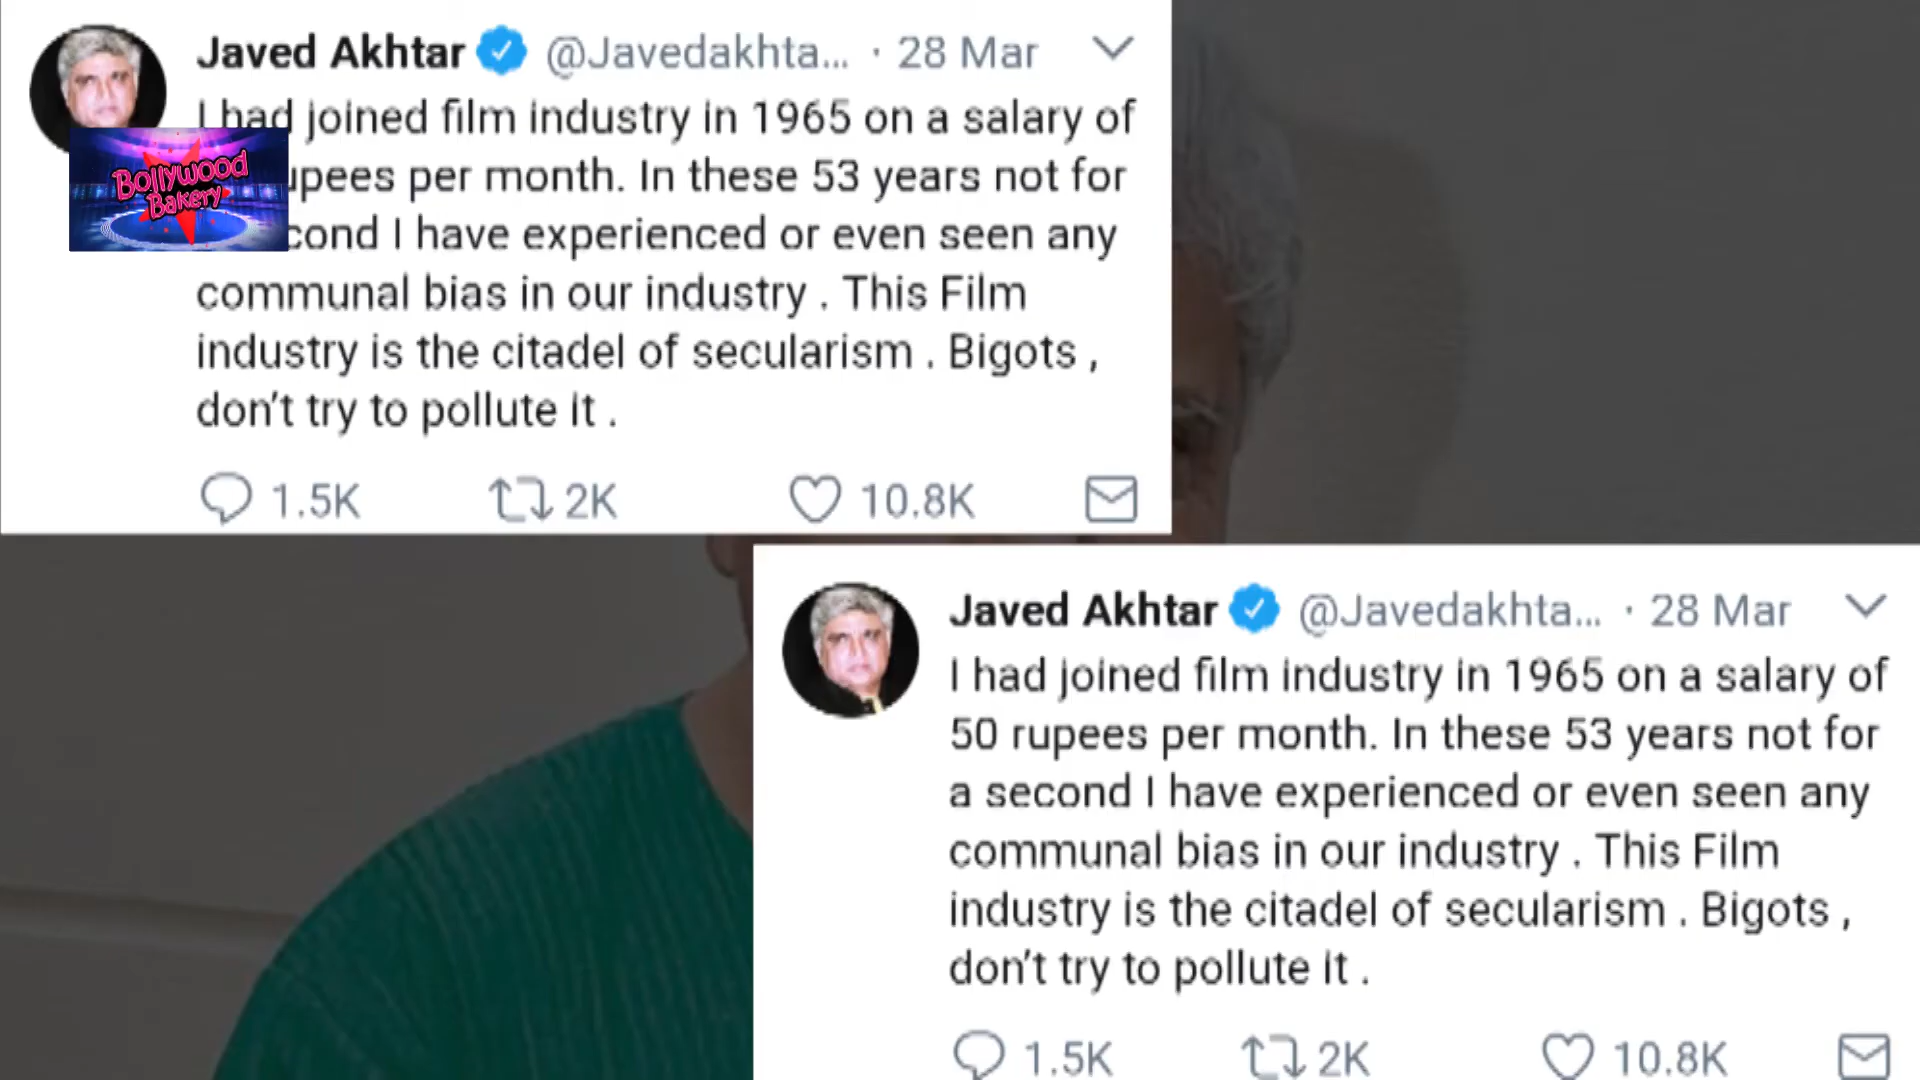 Javed Akhtar @Javedakhta... · 28 Mar
I had joined film industry in 1965 on a salary of
upees per month. In these 53 years not for
cond I have experienced or even seen any
communal bias in our industry . This Film
industry is the citadel of secularism . Bigots ,
don't try to pollute it .
1.5K 2K 10.8K
Bollywood
Bakery
Javed Akhtar @Javedakhta... · 28 Mar
I had joined film industry in 1965 on a salary of
50 rupees per month. In these 53 years not for
a second I have experienced or even seen any
communal bias in our industry . This Film
industry is the citadel of secularism . Bigots ,
don't try to pollute it .
1.5K 2K 10.8K